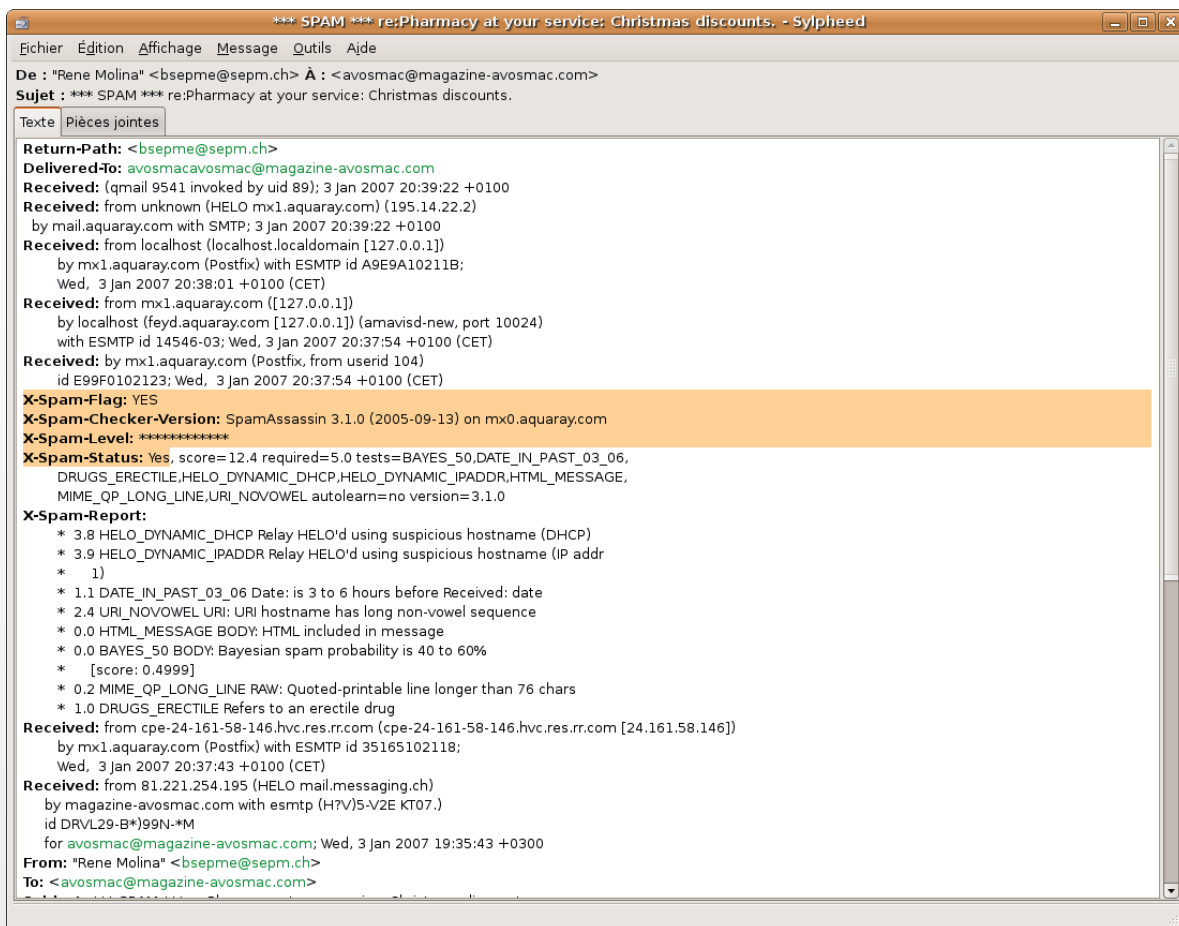 *** SPAM *** re:Pharmacy at your service: Christmas discounts. - Sylpheed
Fichier Édition Affichage Message Outils Aide
De : "Rene Molina" <bsepme@sepm.ch> À : <avosmac@magazine-avosmac.com>
Sujet : *** SPAM *** re:Pharmacy at your service: Christmas discounts.
Texte Pièces jointes
Return-Path: <bsepme@sepm.ch>
Delivered-To: avosmacavosmac@magazine-avosmac.com
Received: (qmail 9541 invoked by uid 89); 3 Jan 2007 20:39:22 +0100
Received: from unknown (HELO mx1.aquaray.com) (195.14.22.2)
by mail.aquaray.com with SMTP; 3 Jan 2007 20:39:22 +0100
Received: from localhost (localhost.localdomain [127.0.0.1])
by mx1.aquaray.com (Postfix) with ESMTP id A9E9A10211B;
Wed, 3 Jan 2007 20:38:01 +0100 (CET)
Received: from mx1.aquaray.com ([127.0.0.1])
by localhost (feyd.aquaray.com [127.0.0.1]) (amavisd-new, port 10024)
with ESMTP id 14546-03; Wed, 3 Jan 2007 20:37:54 +0100 (CET)
Received: by mx1.aquaray.com (Postfix, from userid 104)
id E99F0102123; Wed, 3 Jan 2007 20:37:54 +0100 (CET)
X-Spam-Flag: YES
X-Spam-Checker-Version: SpamAssassin 3.1.0 (2005-09-13) on mx0.aquaray.com
X-Spam-Level: ************
X-Spam-Status: Yes, score=12.4 required=5.0 tests=BAYES_50,DATE_IN_PAST_03_06,
DRUGS_ERECTILE,HELO_DYNAMIC_DHCP,HELO_DYNAMIC_IPADDR,HTML_MESSAGE,
MIME_QP_LONG_LINE,URI_NOVOWEL autolearn=no version=3.1.0
X-Spam-Report:
* 3.8 HELO_DYNAMIC_DHCP Relay HELO'd using suspicious hostname (DHCP)
* 3.9 HELO_DYNAMIC_IPADDR Relay HELO'd using suspicious hostname (IP addr
* 1)
* 1.1 DATE_IN_PAST_03_06 Date: is 3 to 6 hours before Received: date
* 2.4 URI_NOVOWEL URI: URI hostname has long non-vowel sequence
* 0.0 HTML_MESSAGE BODY: HTML included in message
* 0.0 BAYES_50 BODY: Bayesian spam probability is 40 to 60%
* [score: 0.4999]
* 0.2 MIME_QP_LONG_LINE RAW: Quoted-printable line longer than 76 chars
* 1.0 DRUGS_ERECTILE Refers to an erectile drug
Received: from cpe-24-161-58-146.hvc.res.rr.com (cpe-24-161-58-146.hvc.res.rr.com [24.161.58.146])
by mx1.aquaray.com (Postfix) with ESMTP id 35165102118;
Wed, 3 Jan 2007 20:37:43 +0100 (CET)
Received: from 81.221.254.195 (HELO mail.messaging.ch)
by magazine-avosmac.com with esmtp (H?V)5-V2E KT07.)
id DRVL29-B*)99N-*M
for avosmac@magazine-avosmac.com; Wed, 3 Jan 2007 19:35:43 +0300
From: "Rene Molina" <bsepme@sepm.ch>
To: <avosmac@magazine-avosmac.com>